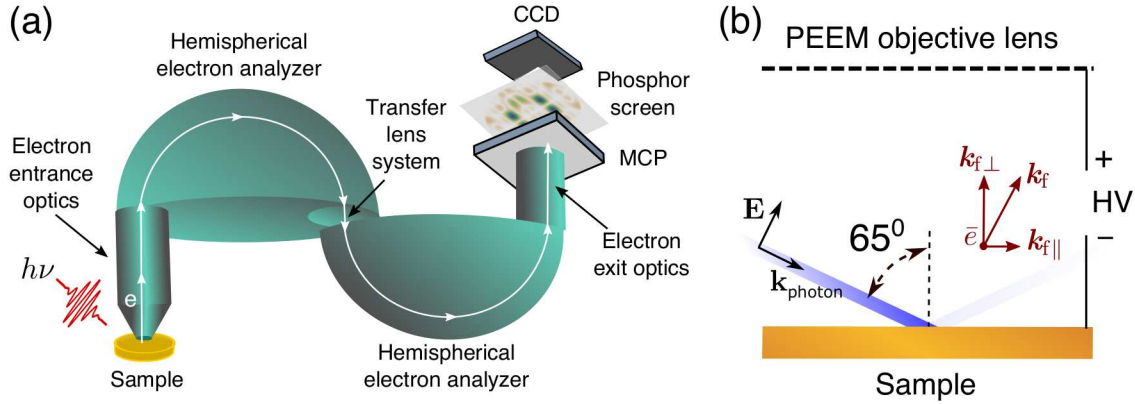 (a)
Hemispherical
electron analyzer
CCD
Phosphor
screen
Transfer
lens
system
MCP
Electron
entrance
optics
Electron
exit optics
hν
e
Sample
Hemispherical
electron analyzer
(b)
PEEM objective lens
k_f⊥
k_f
+
HV
−
E
65⁰
ē
k_f∥
k_photon
Sample